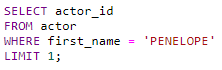 SELECT actor_id
FROM actor
WHERE first_name = 'PENELOPE'
LIMIT 1;